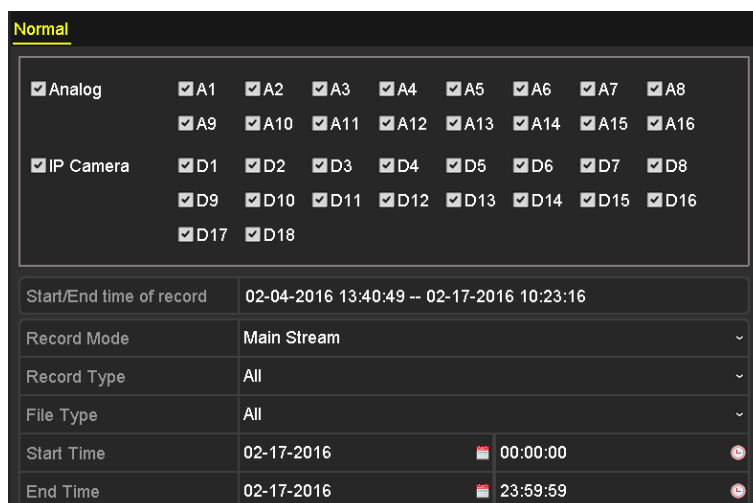 Normal
Analog A1 A2 A3 A4 A5 A6 A7 A8
A9 A10 A11 A12 A13 A14 A15 A16
IP Camera D1 D2 D3 D4 D5 D6 D7 D8
D9 D10 D11 D12 D13 D14 D15 D16
D17 D18
Start/End time of record 02-04-2016 13:40:49 -- 02-17-2016 10:23:16
Record Mode Main Stream
Record Type All
File Type All
Start Time 02-17-2016 00:00:00
End Time 02-17-2016 23:59:59